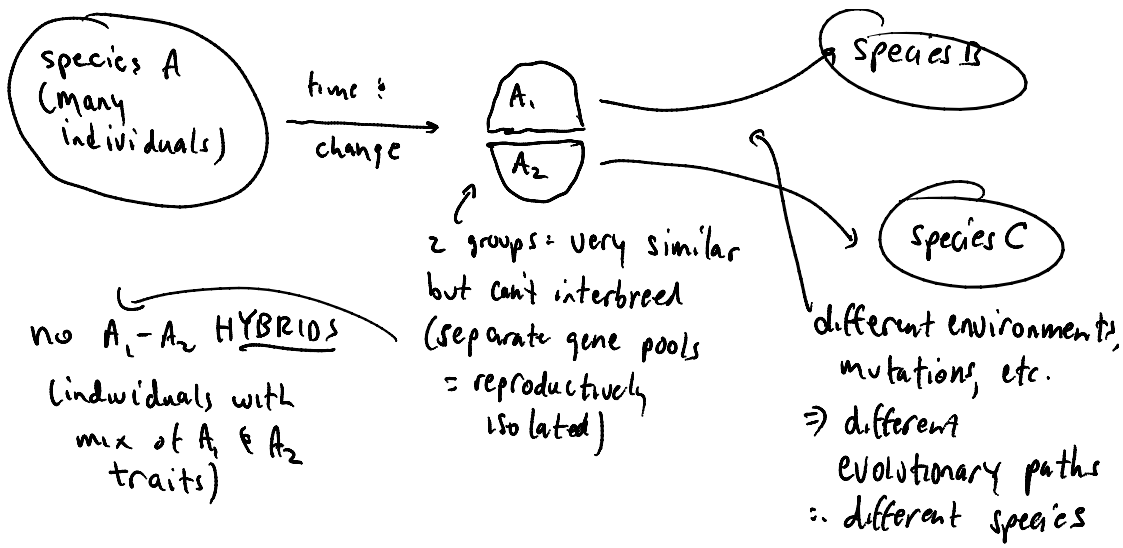 species A
(many
individuals)
time &
change
A₁
A₂
species B
species C
2 groups = very similar
but can't interbreed
(separate gene pools
= reproductively
isolated)
no A₁-A₂ HYBRIDS
(individuals with
mix of A₁ & A₂
traits)
different environments,
mutations, etc.
⇒ different
evolutionary paths
∴ different species